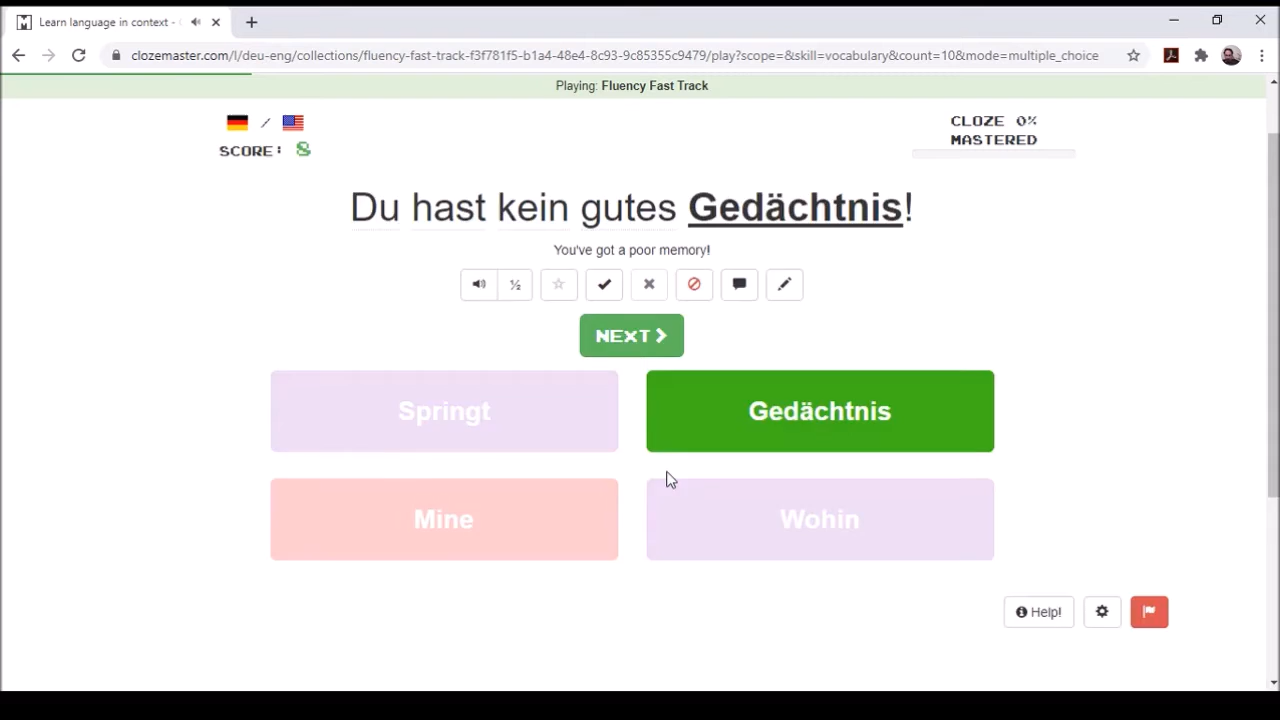 Learn language in context -
clozemaster.com/l/deu-eng/collections/fluency-fast-track-f3f781f5-b1a4-48e4-8c93-9c85355c9479/play?scope=&skill=vocabulary&count=10&mode=multiple_choice
Playing: Fluency Fast Track
/
SCORE: 8
CLOZE 0%
MASTERED
Du hast kein gutes Gedächtnis!
You've got a poor memory!
½
NEXT
Springt
Gedächtnis
Mine
Wohin
Help!